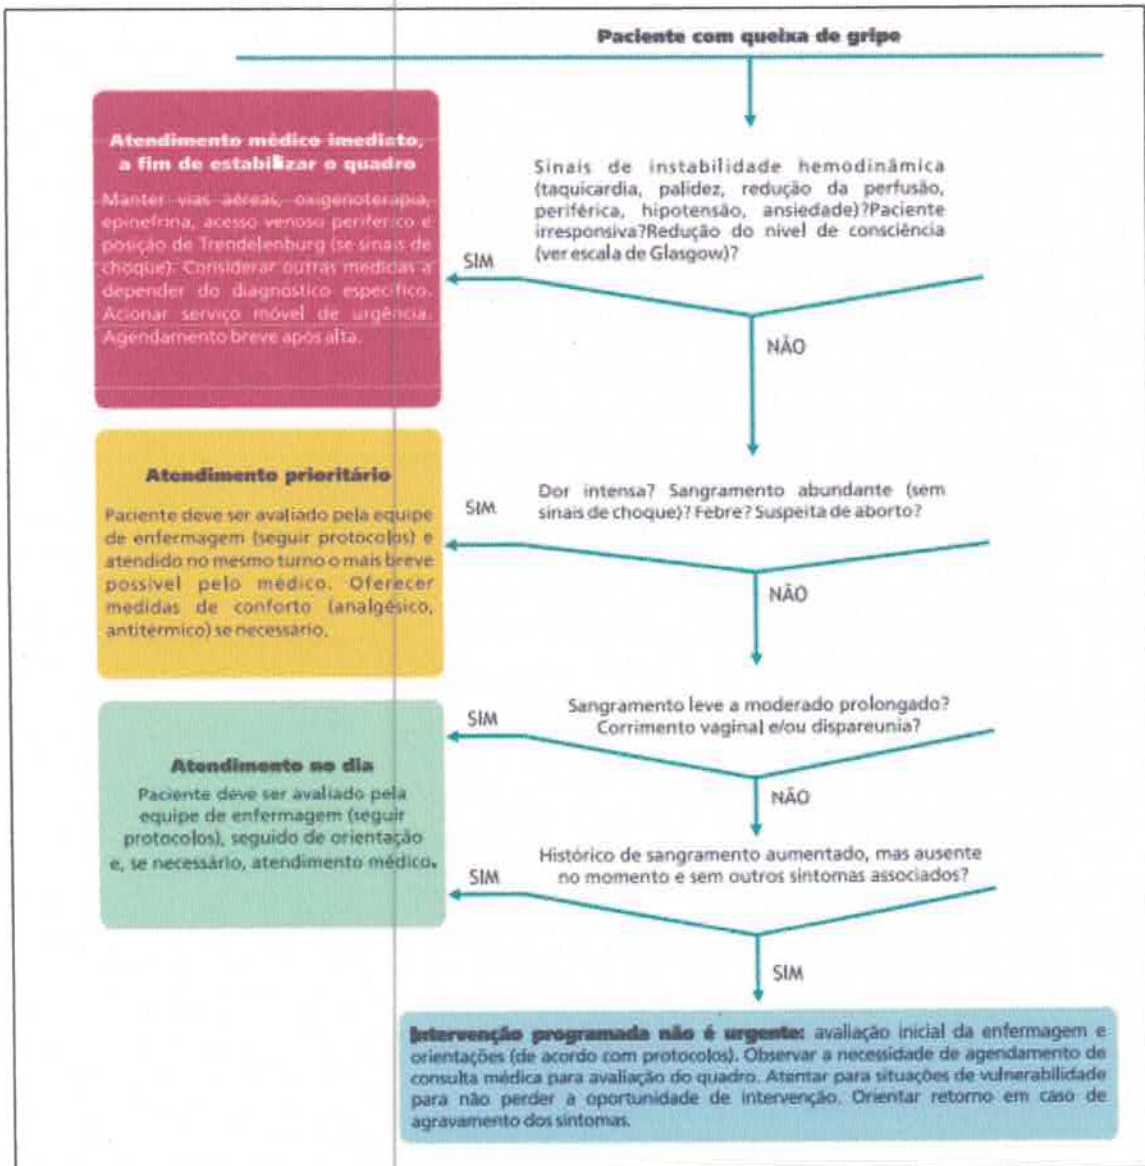 Paciente com queixa de gripe
Atendimento médico imediato,
a fim de estabilizar o quadro
Manter vias aéreas, oxigenoterapia,
epinefrina, acesso venoso periférico e
posição de Trendelenburg (se sinais de
choque). Considerar outras medidas a
depender do diagnóstico específico.
Acionar serviço móvel de urgência.
Agendamento breve após alta.
Sinais de instabilidade hemodinâmica
(taquicardia, palidez, redução da perfusão,
periférica, hipotensão, ansiedade)?Paciente
irresponsiva?Redução do nivel de consciência
(ver escala de Glasgow)?
SIM
NÃO
Atendimento prioritário
Paciente deve ser avaliado pela equipe
de enfermagem (seguir protocolos) e
atendido no mesmo turno o mais breve
possível pelo médico. Oferecer
medidas de conforto (analgésico,
antitérmico) se necessário.
Dor intensa? Sangramento abundante (sem
sinais de choque)? Febre? Suspeita de aborto?
SIM
NÃO
Sangramento leve a moderado prolongado?
Corrimento vaginal e/ou dispareunia?
SIM
NÃO
Atendimento no dia
Paciente deve ser avaliado pela
equipe de enfermagem (seguir
protocolos), seguido de orientação
e, se necessário, atendimento médico.
Histórico de sangramento aumentado, mas ausente
no momento e sem outros sintomas associados?
SIM
SIM
Intervenção programada não é urgente: avaliação inicial da enfermagem e
orientações (de acordo com protocolos). Observar a necessidade de agendamento de
consulta médica para avaliação do quadro. Atentar para situações de vulnerabilidade
para não perder a oportunidade de intervenção. Orientar retorno em caso de
agravamento dos sintomas.